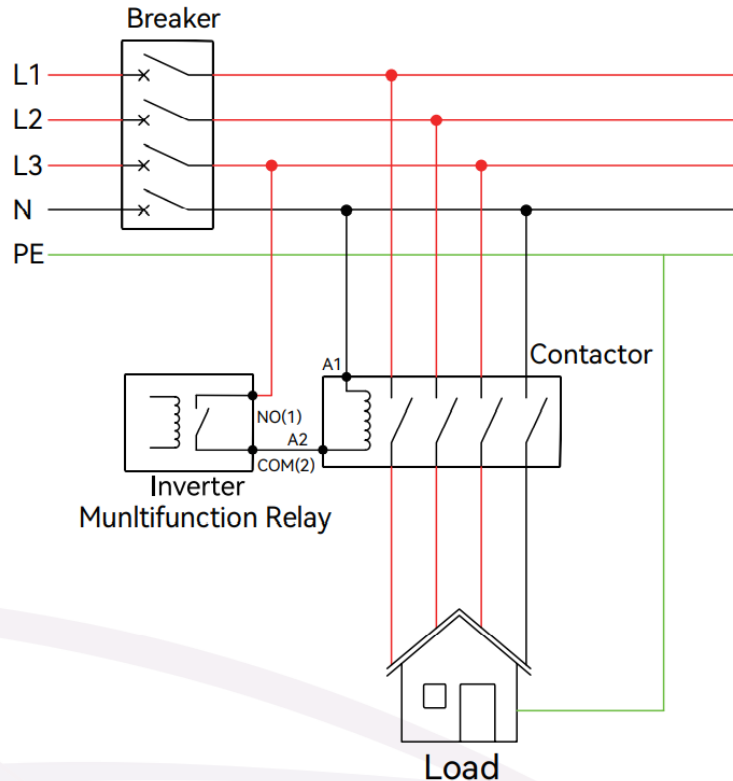 Breaker
L1
L2
L3
N
PE
Contactor
A1
NO(1)
A2
COM(2)
Inverter
Munltifunction Relay
Load